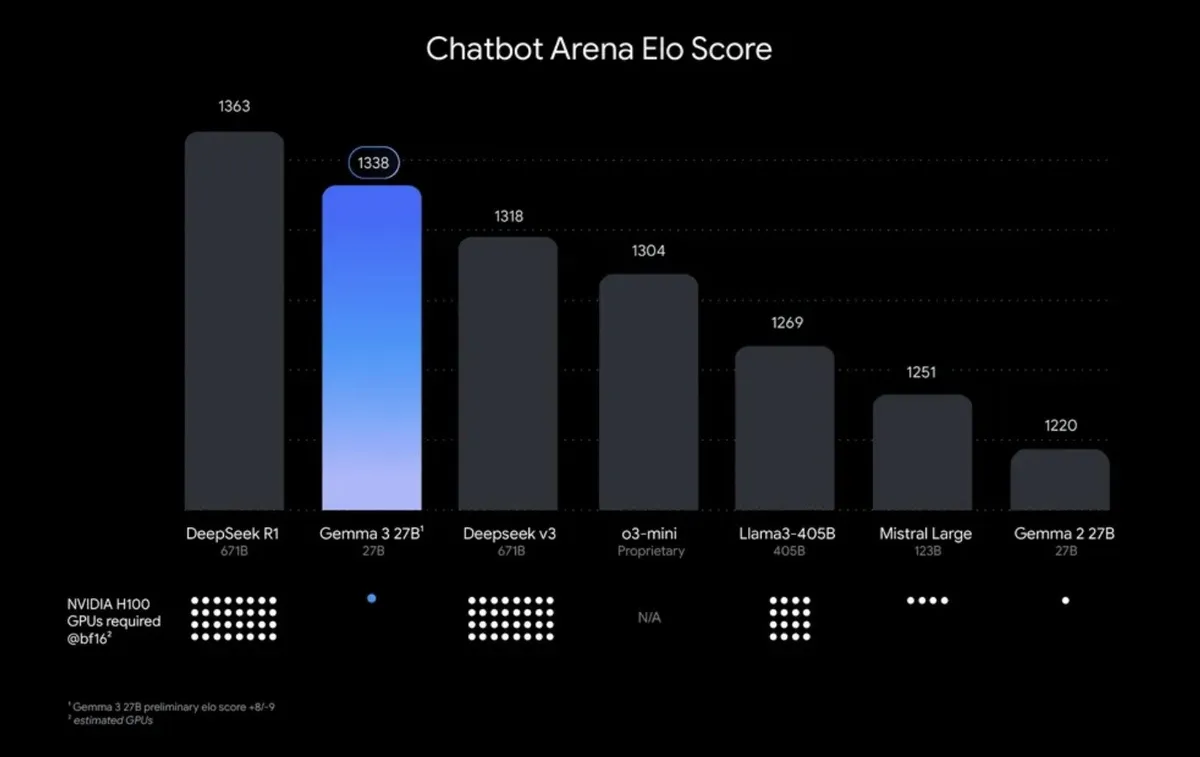 Chatbot Arena Elo Score
1363
1338
1318
1304
1269
1251
1220
DeepSeek R1
671B
Gemma 3 27B¹
27B
Deepseek v3
671B
o3-mini
Proprietary
Llama3-405B
405B
Mistral Large
123B
Gemma 2 27B
27B
NVIDIA H100
GPUs required
@bf16²
N/A
¹ Gemma 3 27B preliminary elo score +8/-9
² estimated GPUs